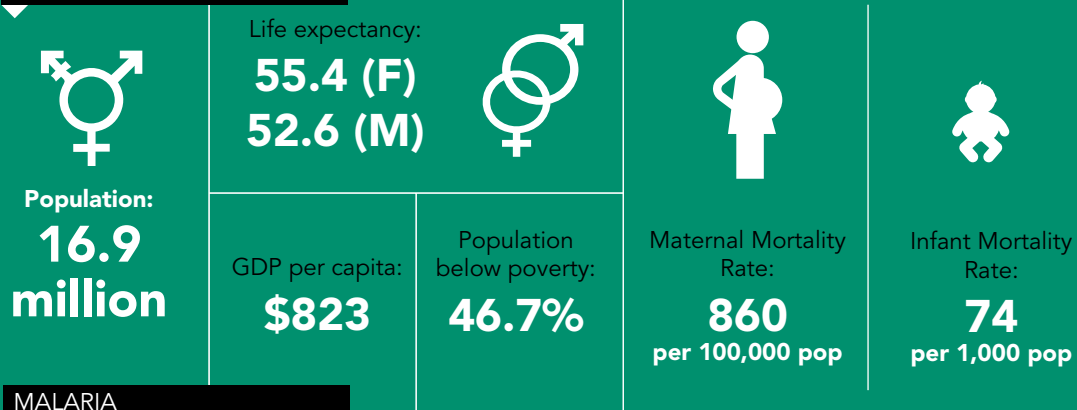 Population:
16.9
million
Life expectancy:
55.4 (F)
52.6 (M)
GDP per capita:
$823
Population
below poverty:
46.7%
Maternal Mortality
Rate:
860
per 100,000 pop
Infant Mortality
Rate:
74
per 1,000 pop
MALARIA